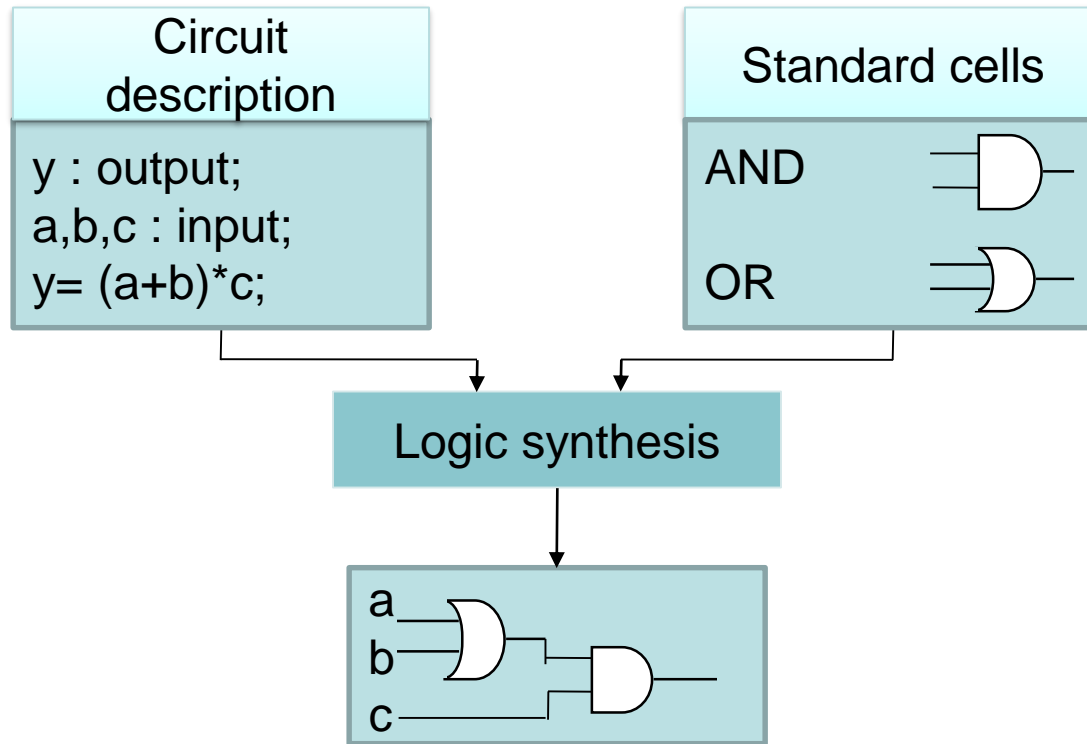 Circuit
description
y : output;
a,b,c : input;
y= (a+b)*c;
Standard cells
AND
OR
Logic synthesis
a
b
c